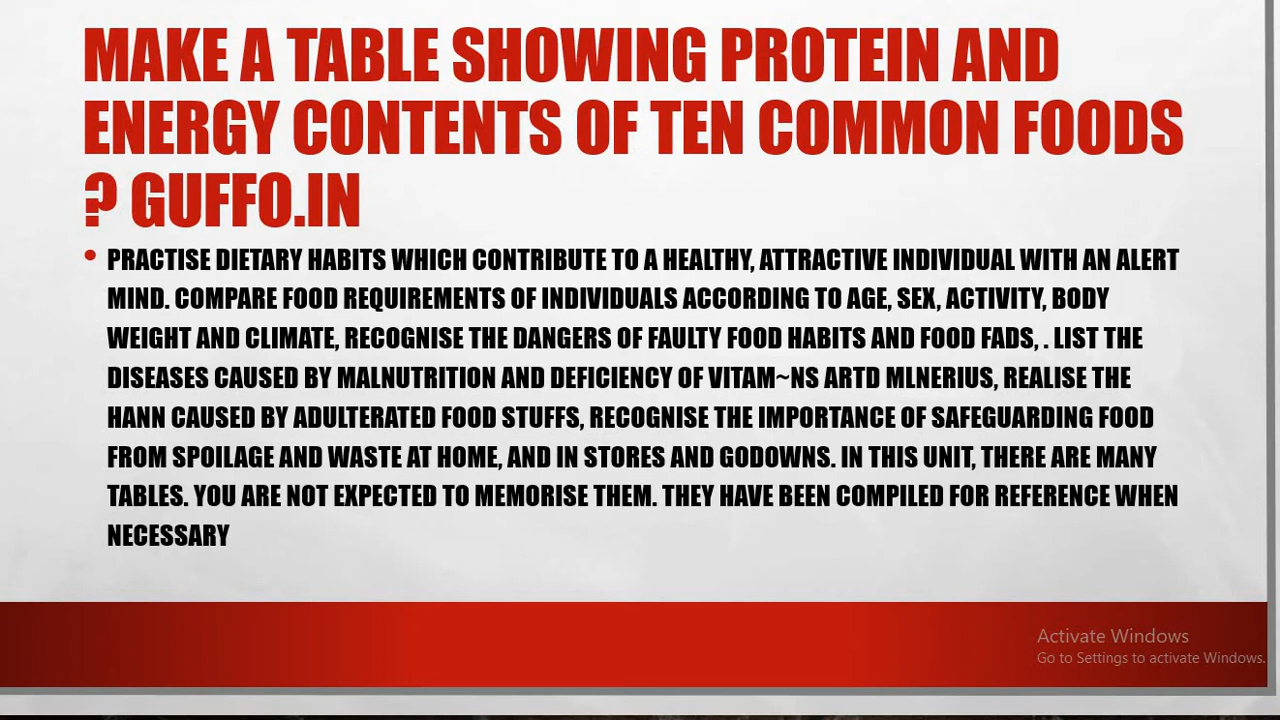 MAKE A TABLE SHOWING PROTEIN AND
ENERGY CONTENTS OF TEN COMMON FOODS
? GUFFO.IN
• PRACTISE DIETARY HABITS WHICH CONTRIBUTE TO A HEALTHY, ATTRACTIVE INDIVIDUAL WITH AN ALERT
MIND. COMPARE FOOD REQUIREMENTS OF INDIVIDUALS ACCORDING TO AGE, SEX, ACTIVITY, BODY
WEIGHT AND CLIMATE, RECOGNISE THE DANGERS OF FAULTY FOOD HABITS AND FOOD FADS, . LIST THE
DISEASES CAUSED BY MALNUTRITION AND DEFICIENCY OF VITAM~NS ARTD MLNERIUS, REALISE THE
HANN CAUSED BY ADULTERATED FOOD STUFFS, RECOGNISE THE IMPORTANCE OF SAFEGUARDING FOOD
FROM SPOILAGE AND WASTE AT HOME, AND IN STORES AND GODOWNS. IN THIS UNIT, THERE ARE MANY
TABLES. YOU ARE NOT EXPECTED TO MEMORISE THEM. THEY HAVE BEEN COMPILED FOR REFERENCE WHEN
NECESSARY
Activate Windows
Go to Settings to activate Windows.